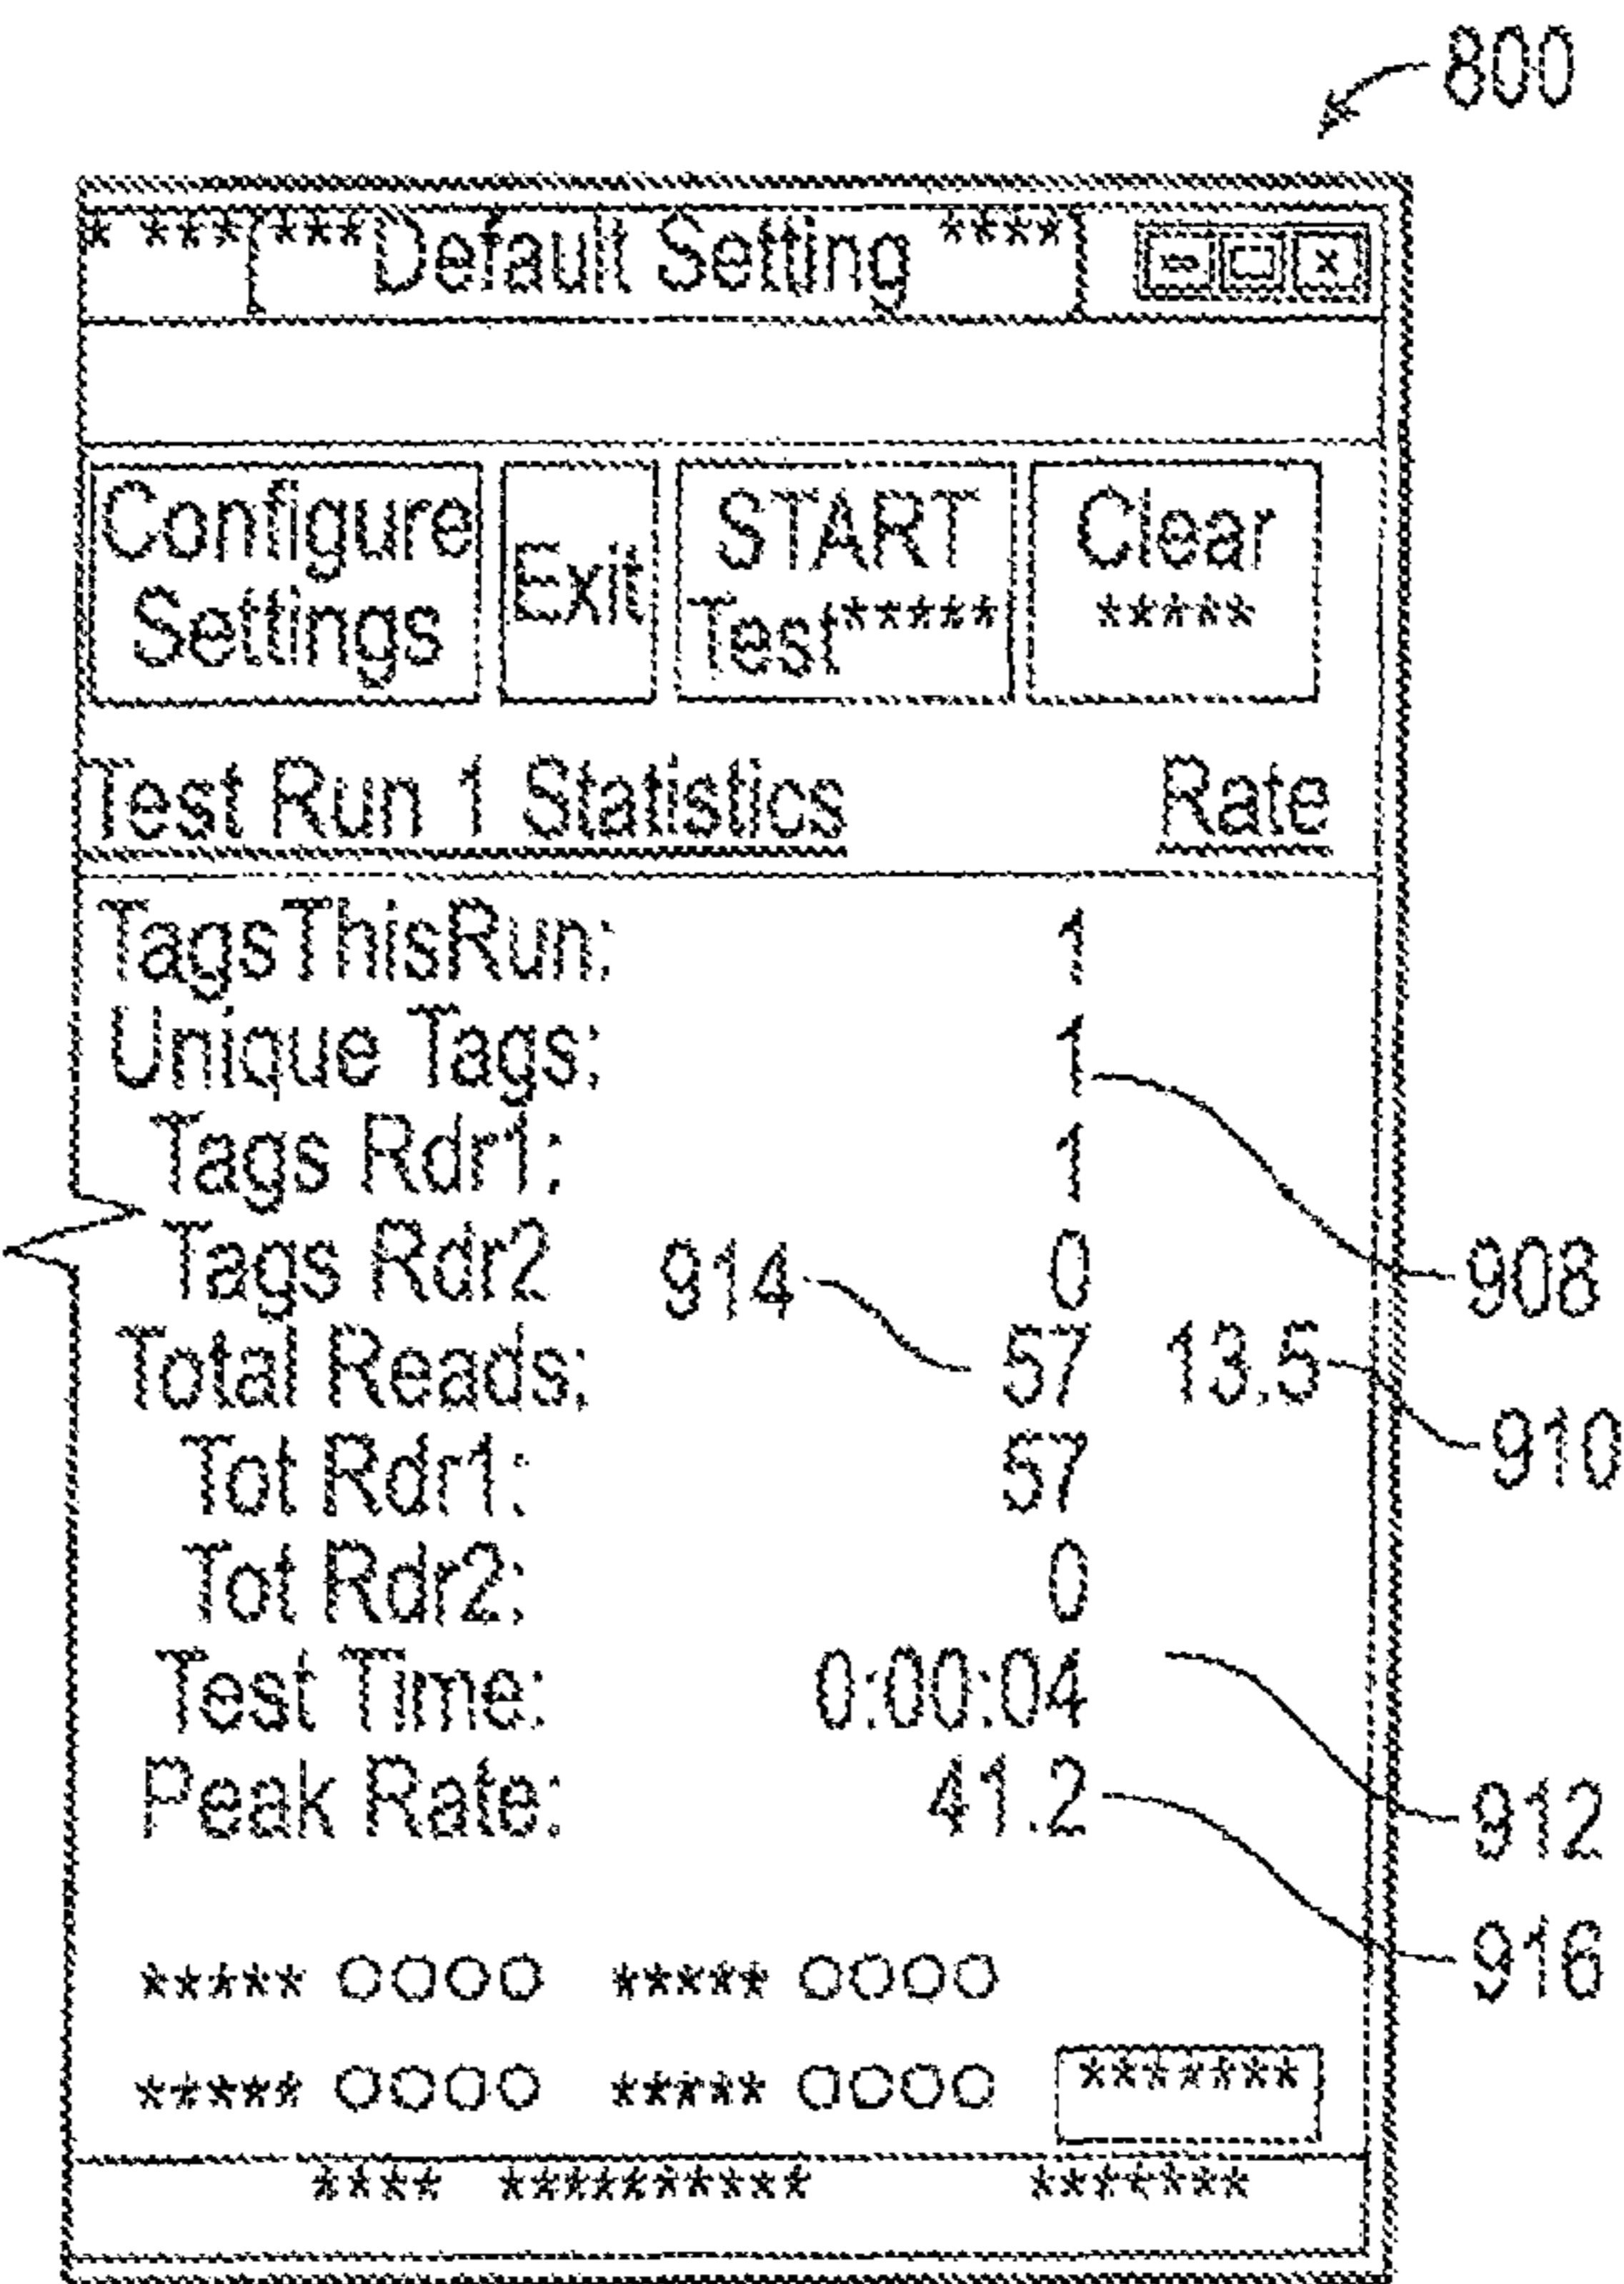 800
* *** ***Default Setting ****
Configure Settings Exit START Test***** Clear *****
Test Run 1 Statistics Rate
TagsThisRun: 1
Unique Tags: 1
Tags Rdr1: 1
Tags Rdr2 0 908
914
Total Reads: 57 13.5
910
Tot Rdr1: 57
Tot Rdr2: 0
Test Time: 0:00:04
Peak Rate: 41.2 912
916
***** OOOO ***** OOOO
***** OOOO ***** OOOO *******
**** ********** *******